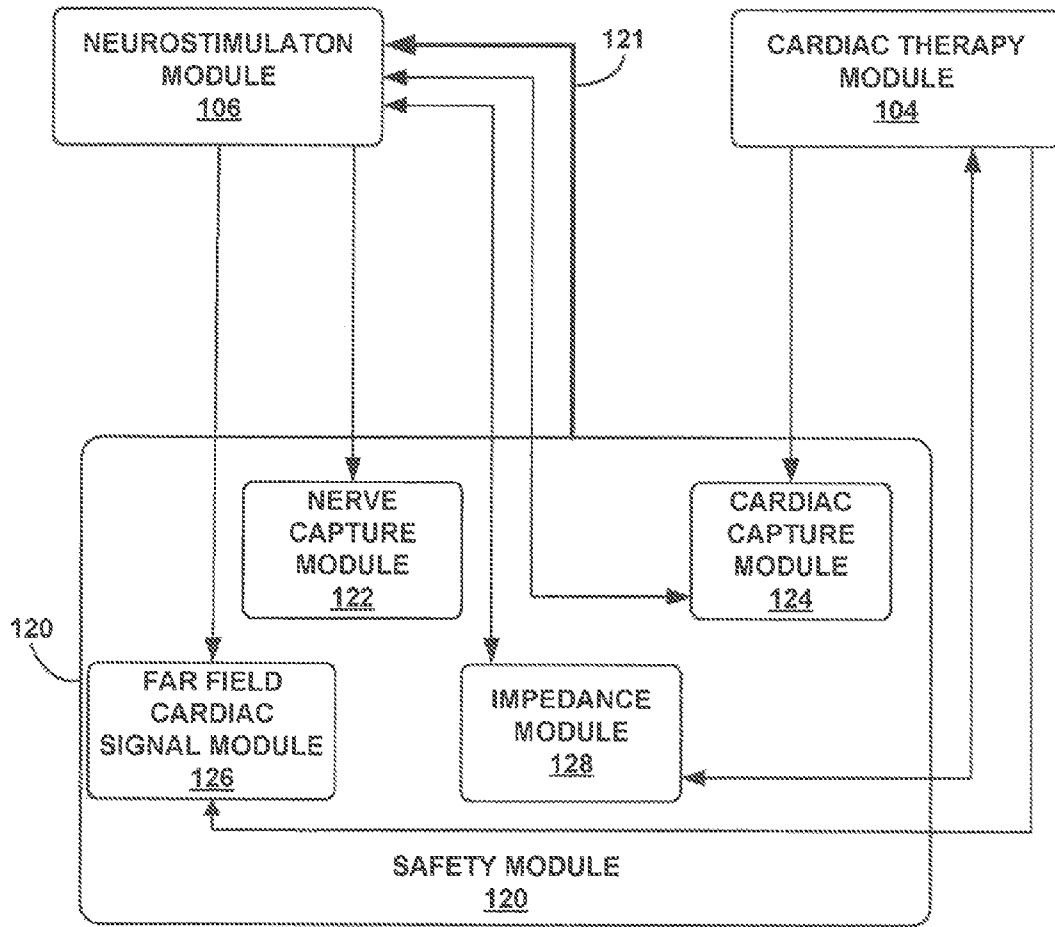 NEUROSTIMULATON
MODULE
106
121
CARDIAC THERAPY
MODULE
104
NERVE
CAPTURE
MODULE
122
CARDIAC
CAPTURE
MODULE
124
120
FAR FIELD
CARDIAC
SIGNAL MODULE
126
IMPEDANCE
MODULE
128
SAFETY MODULE
120